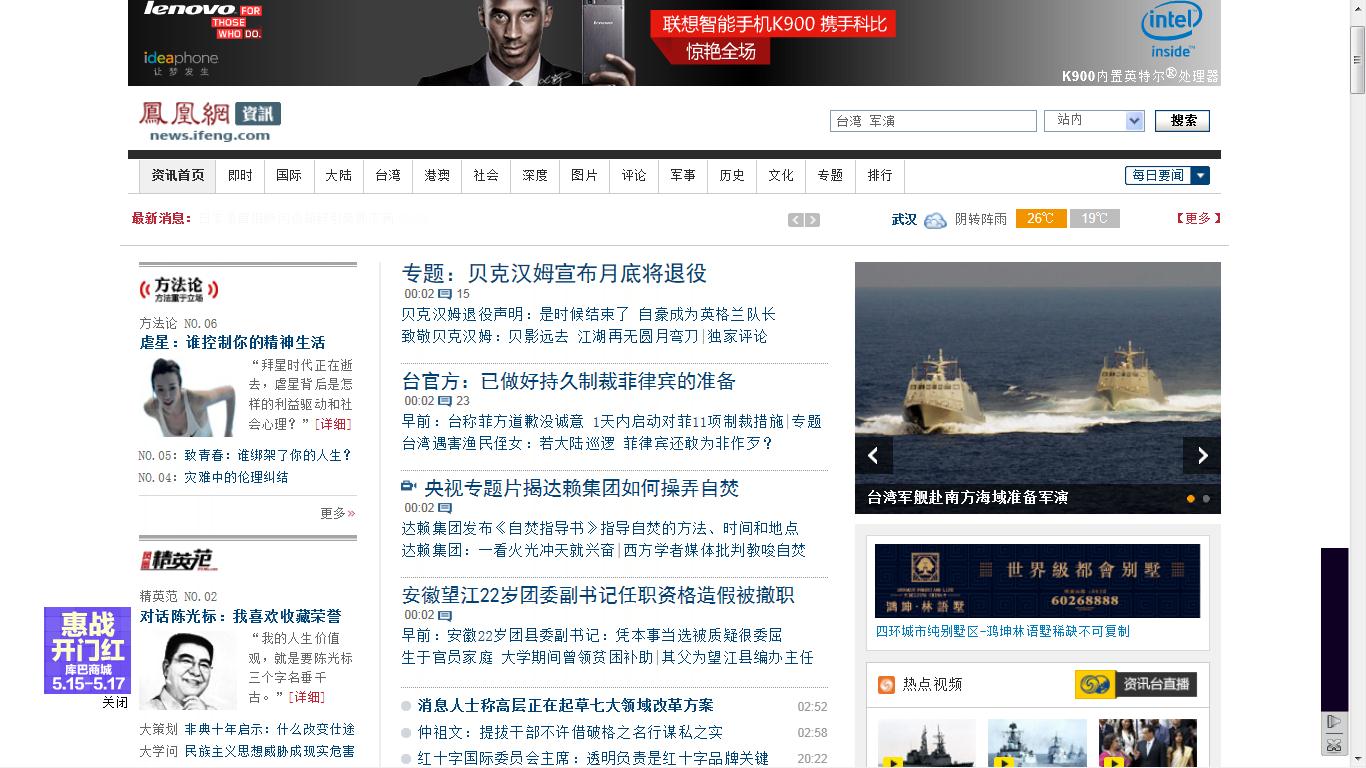 lenovo FOR THOSE WHO DO.
ideaphone
让 梦 发 生
lenovo
联想智能手机K900 携手科比
惊艳全场
intel
inside™
K900内置英特尔®处理器
鳳凰網 資訊
news.ifeng.com
台湾 军演
站内
搜索
资讯首页 即时 国际 大陆 台湾 港澳 社会 深度 图片 评论 军事 历史 文化 专题 排行
每日要闻
最新消息：
武汉 阴转阵雨 26℃ 19℃
【更多】
方法论
方法重于立场
方法论 NO.06
虐星：谁控制你的精神生活
“拜星时代正在逝
去，虐星背后是怎
样的利益驱动和社
会心理？”[详细]
NO.05：致青春：谁绑架了你的人生？
NO.04：灾难中的伦理纠结
更多»
精英范
精英范 NO.02
对话陈光标：我喜欢收藏荣誉
“我的人生价值
观，就是要陈光标
三个字名垂千
古。”[详细]
大策划 非典十年启示：什么改变仕途
大学问 民族主义思想威胁成现实危害
惠战
开门红
库巴商城
5.15-5.17
关闭
专题：贝克汉姆宣布月底将退役
00:02 15
贝克汉姆退役声明：是时候结束了 自豪成为英格兰队长
致敬贝克汉姆：贝影远去 江湖再无圆月弯刀|独家评论
台官方：已做好持久制裁菲律宾的准备
00:02 23
早前：台称菲方道歉没诚意 1天内启动对菲11项制裁措施|专题
台湾遇害渔民侄女：若大陆巡逻 菲律宾还敢为非作歹？
央视专题片揭达赖集团如何操弄自焚
00:02
达赖集团发布《自焚指导书》指导自焚的方法、时间和地点
达赖集团：一看火光冲天就兴奋|西方学者媒体批判教唆自焚
安徽望江22岁团委副书记任职资格造假被撤职
00:02
早前：安徽22岁团县委副书记：凭本事当选被质疑很委屈
生于官员家庭 大学期间曾领贫困补助|其父为望江县编办主任
消息人士称高层正在起草七大领域改革方案 02:52
仲祖文：提拔干部不许借破格之名行谋私之实 02:58
红十字国际委员会主席：透明负责是红十字品牌关键 20:22
台湾军舰赴南方海域准备军演
鸿坤·林語墅
世界級都會别墅
60268888
四环城市纯别墅区-鸿坤林语墅稀缺不可复制
热点视频
资讯台直播